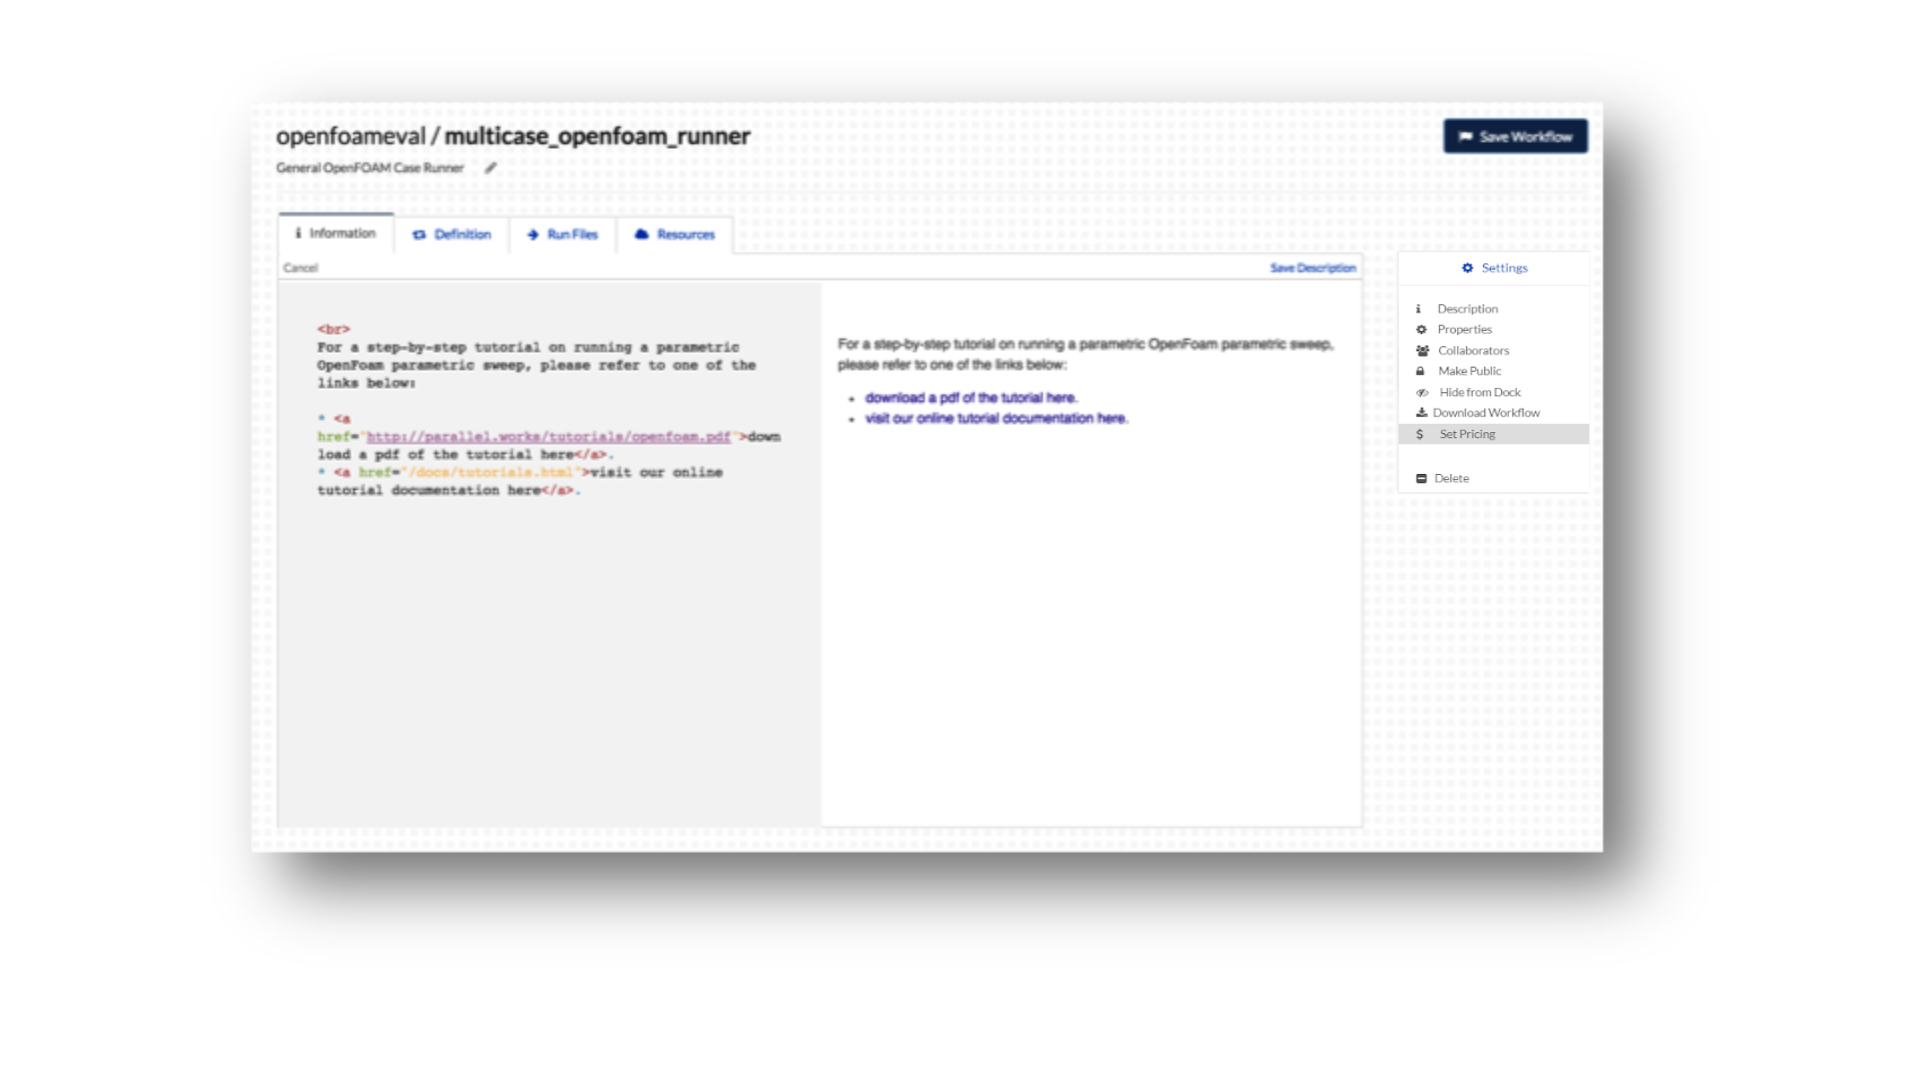 openfoameval / multicase_openfoam_runner
Save Workflow
General OpenFOAM Case Runner
Information
Definition
Run Files
Resources
Cancel
Save Description
<br>
For a step-by-step tutorial on running a parametric
OpenFoam parametric sweep, please refer to one of the
links below:
* <a
href="http://parallel.works/tutorials/openfoam.pdf">down
load a pdf of the tutorial here</a>.
* <a href="/docs/tutorials.html">visit our online
tutorial documentation here</a>.
For a step-by-step tutorial on running a parametric OpenFoam parametric sweep,
please refer to one of the links below:
• download a pdf of the tutorial here.
• visit our online tutorial documentation here.
Settings
Description
Properties
Collaborators
Make Public
Hide from Dock
Download Workflow
$ Set Pricing
Delete